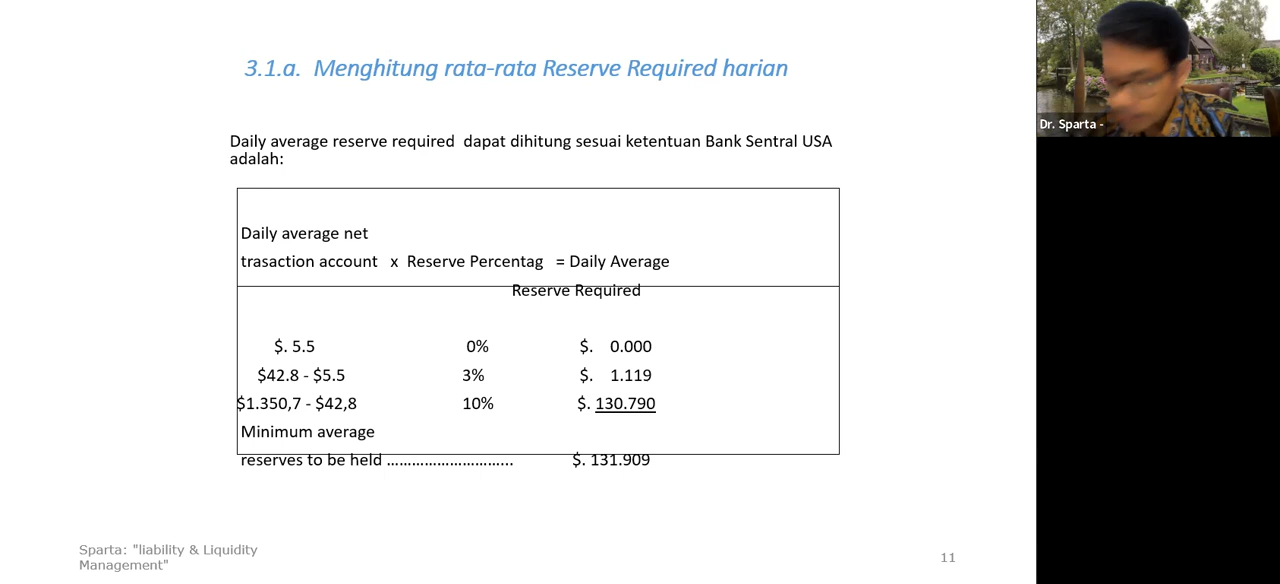 3.1.a. Menghitung rata-rata Reserve Required harian
Dr. Sparta -
Daily average reserve required dapat dihitung sesuai ketentuan Bank Sentral USA
adalah:
Daily average net
trasaction account x Reserve Percentag = Daily Average
Reserve Required
$. 5.5 0% $. 0.000
$42.8 - $5.5 3% $. 1.119
$1.350,7 - $42,8 10% $. 130.790
Minimum average
reserves to be held ………………………... $. 131.909
Sparta: "liability & Liquidity
Management"
11